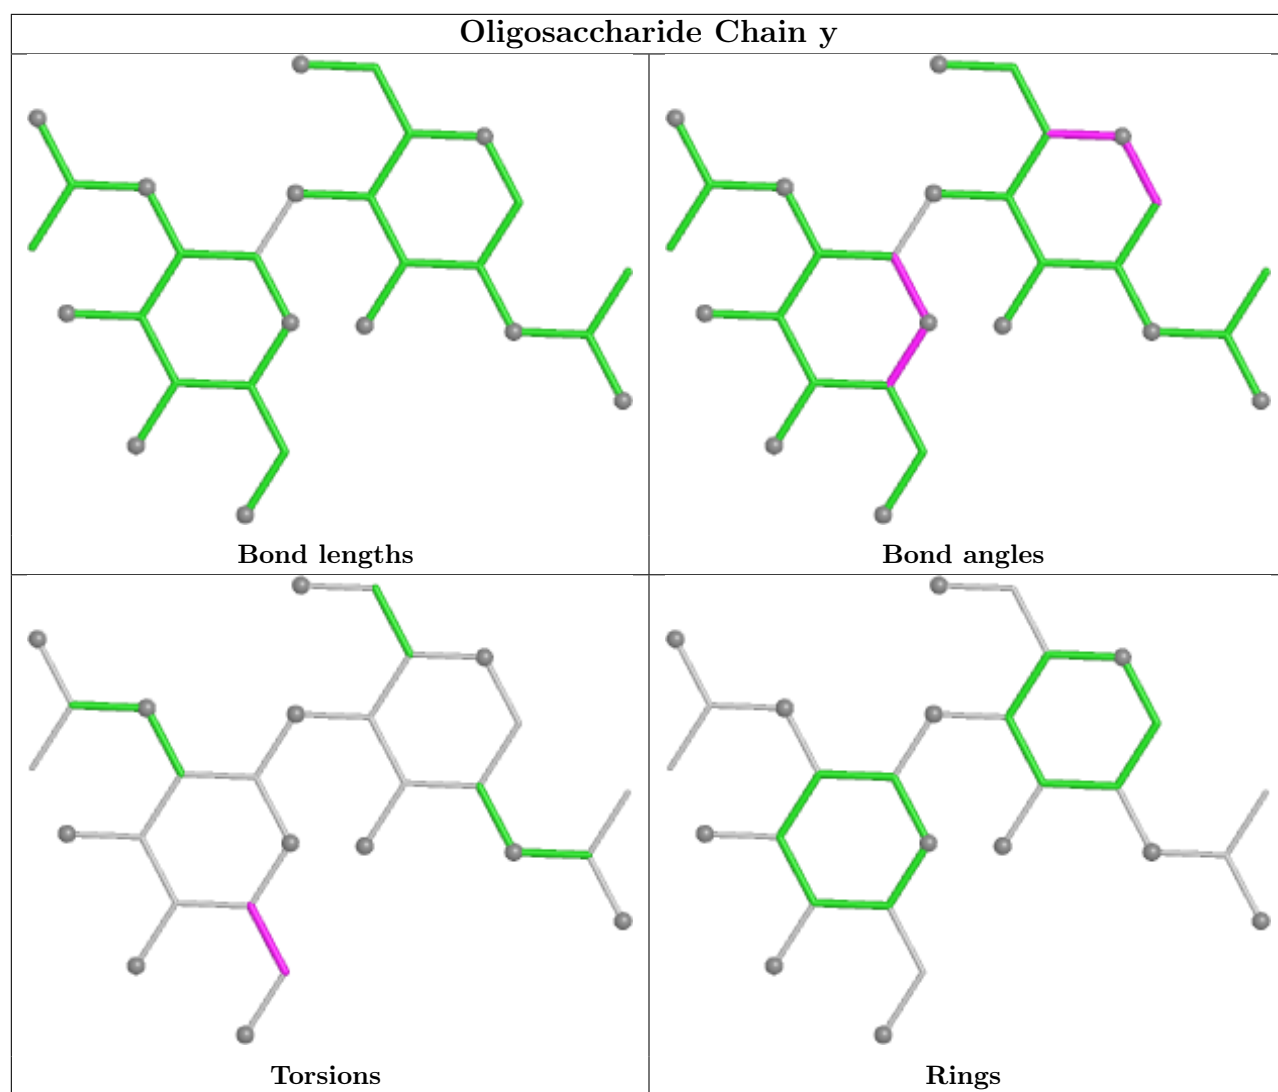 Oligosaccharide Chain y
Bond lengths
Bond angles
Torsions
Rings